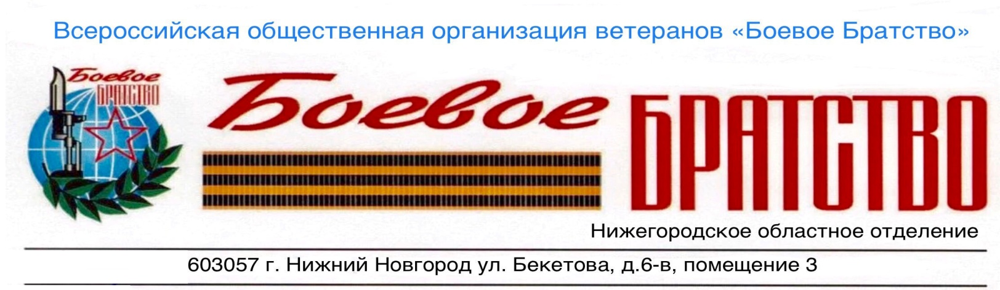 Всероссийская общественная организация ветеранов «Боевое Братство»
Боевое
БРАТСТВО
Боевое БРАТСТВО
Нижегородское областное отделение
603057 г. Нижний Новгород ул. Бекетова, д.6-в, помещение 3